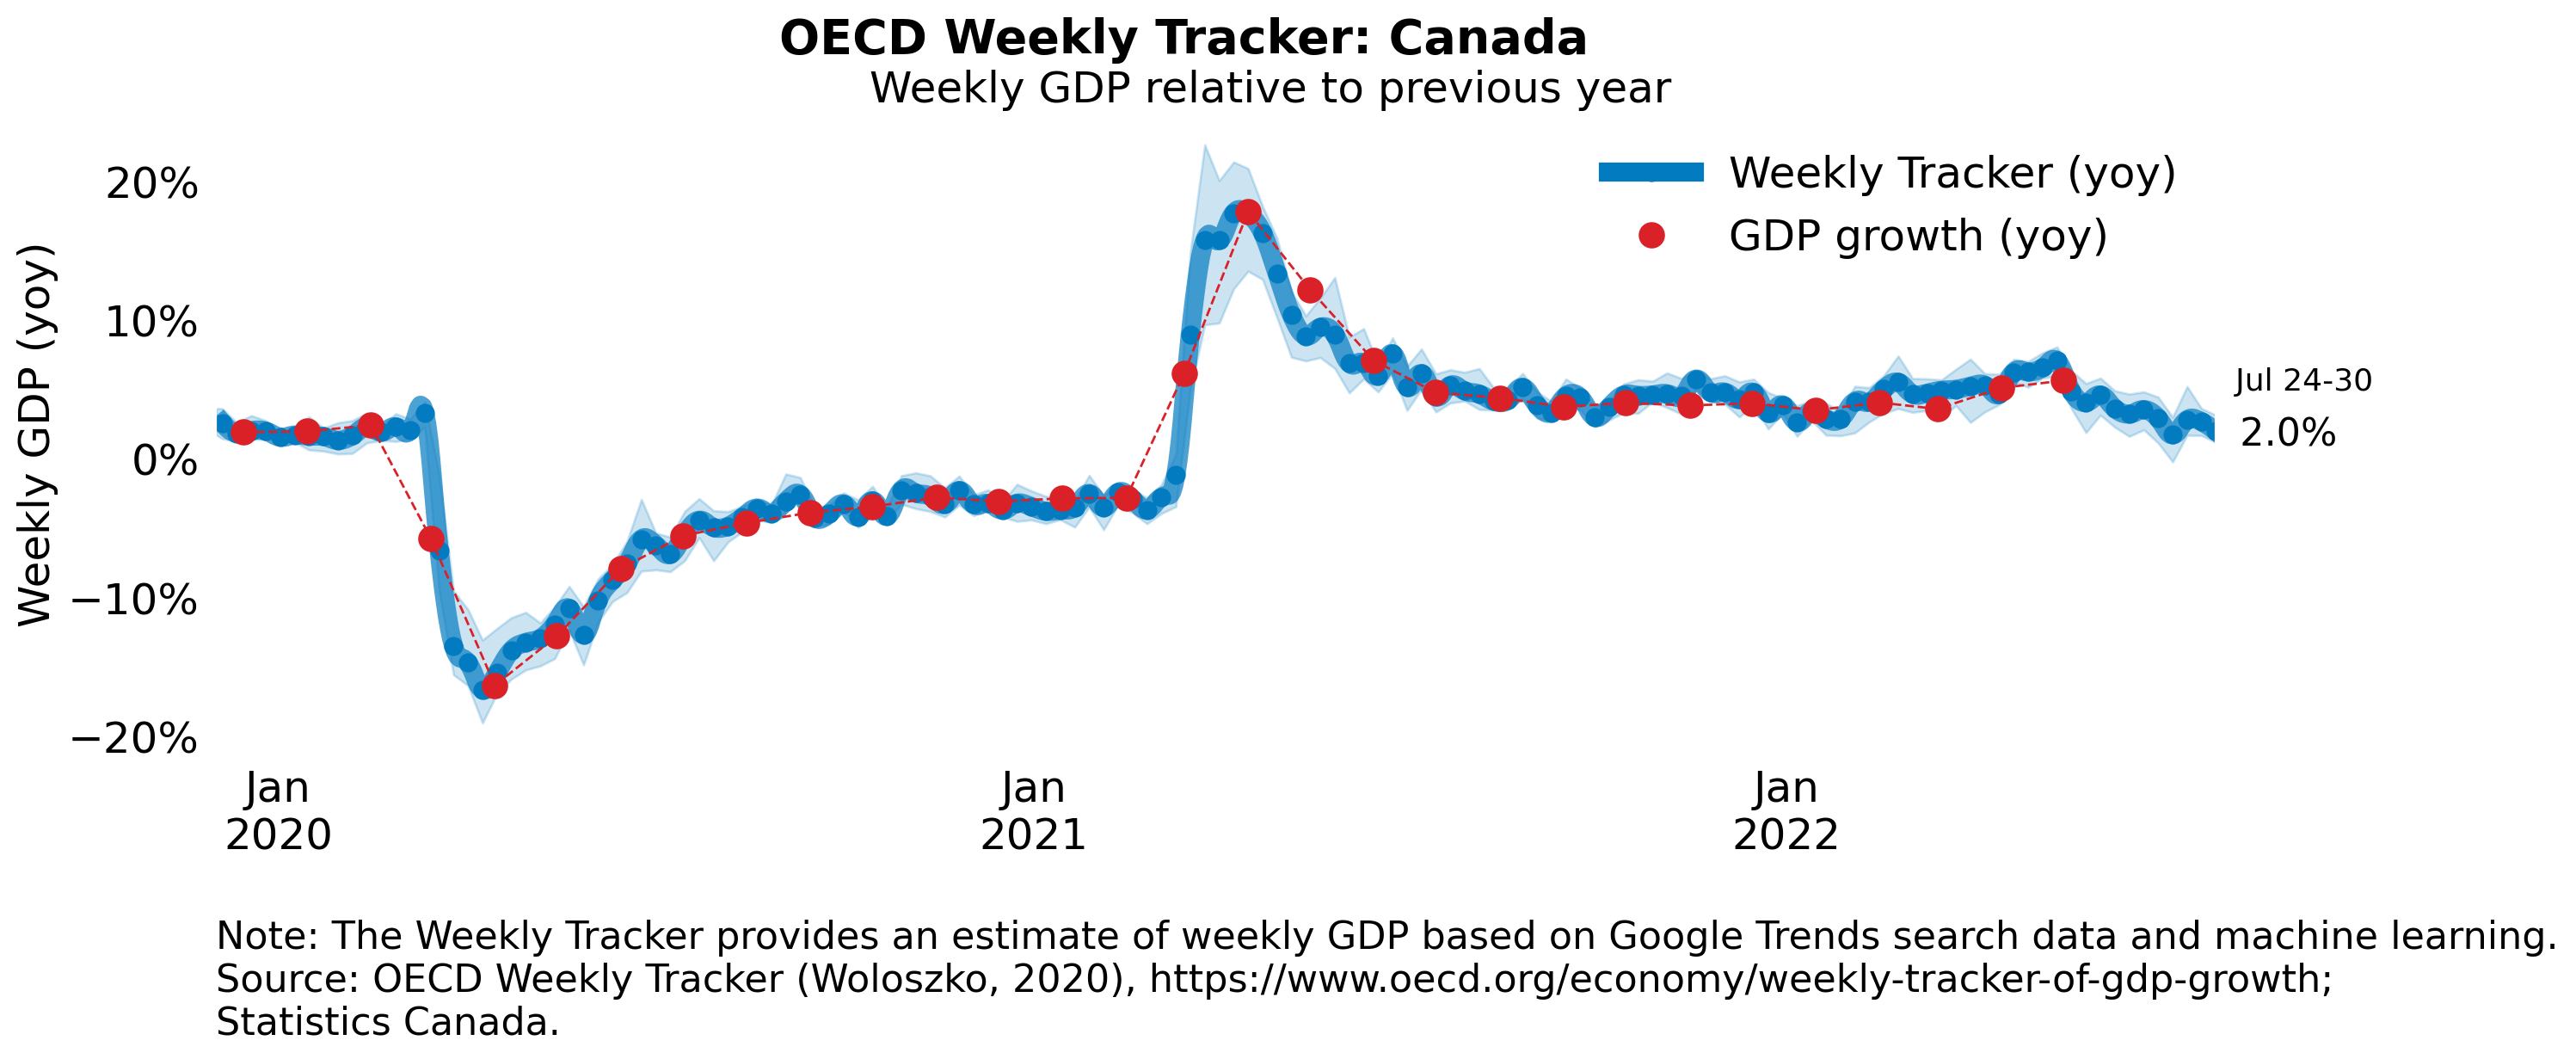 OECD Weekly Tracker: Canada
Weekly GDP relative to previous year
Weekly Tracker (yoy)
GDP growth (yoy)
Weekly GDP (yoy)
20%
10%
0%
−10%
−20%
Jul 24-30
2.0%
Jan
2020
Jan
2021
Jan
2022
Note: The Weekly Tracker provides an estimate of weekly GDP based on Google Trends search data and machine learning.
Source: OECD Weekly Tracker (Woloszko, 2020), https://www.oecd.org/economy/weekly-tracker-of-gdp-growth;
Statistics Canada.